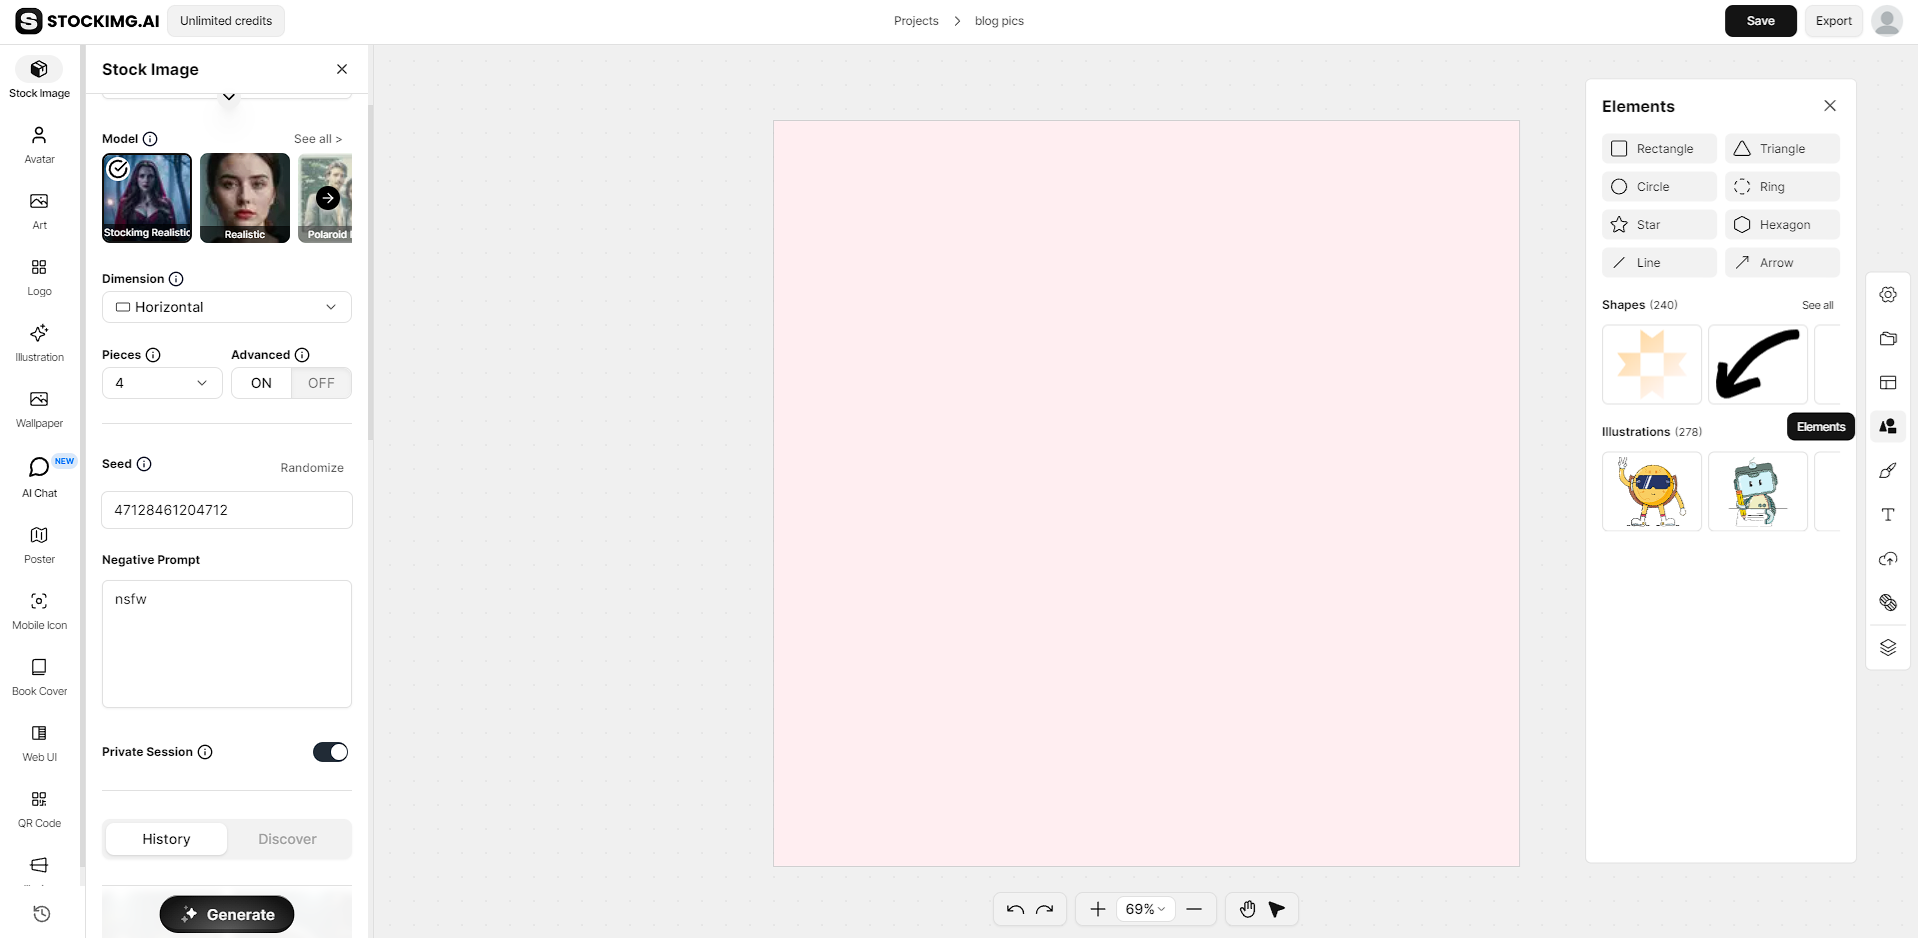 STOCKIMG.AI
Unlimited credits
Projects > blog pics
Save
Export
Stock Image
Avatar
Art
Logo
Illustration
Wallpaper
NEW
AI Chat
Poster
Mobile Icon
Book Cover
Web UI
QR Code
Stock Image
Model
See all >
Stockimg Realistic
Realistic
Polaroid
Dimension
Horizontal
Pieces
Advanced
4
ON
OFF
Seed
Randomize
47128461204712
Negative Prompt
nsfw
Private Session
History
Discover
Generate
69%
Elements
Rectangle
Triangle
Circle
Ring
Star
Hexagon
Line
Arrow
Shapes (240)
See all
Illustrations (278)
Elements